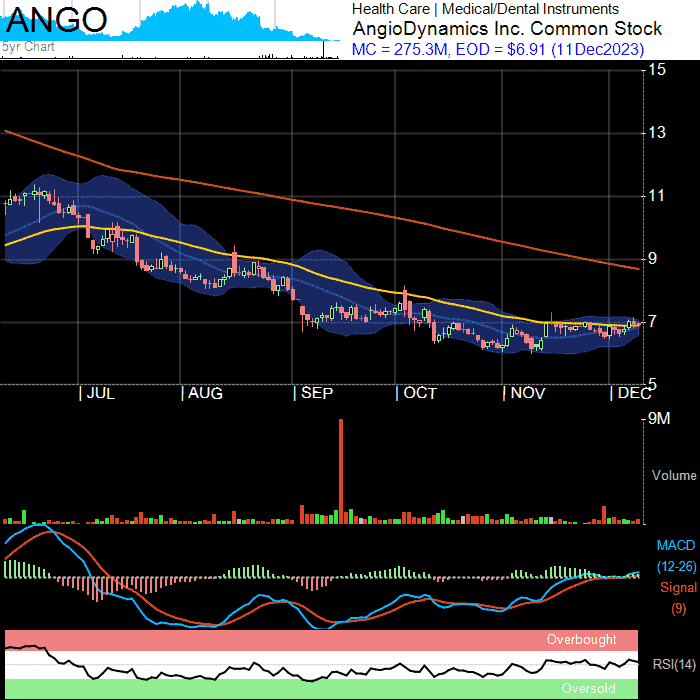 ANGO
5yr Chart
Health Care | Medical/Dental Instruments
AngioDynamics Inc. Common Stock
MC = 275.3M, EOD = $6.91 (11Dec2023)
15
13
11
9
7
5
| JUL | AUG | SEP | OCT | NOV | DEC
9M
Volume
MACD
(12-26)
Signal
(9)
Overbought
RSI(14)
Oversold